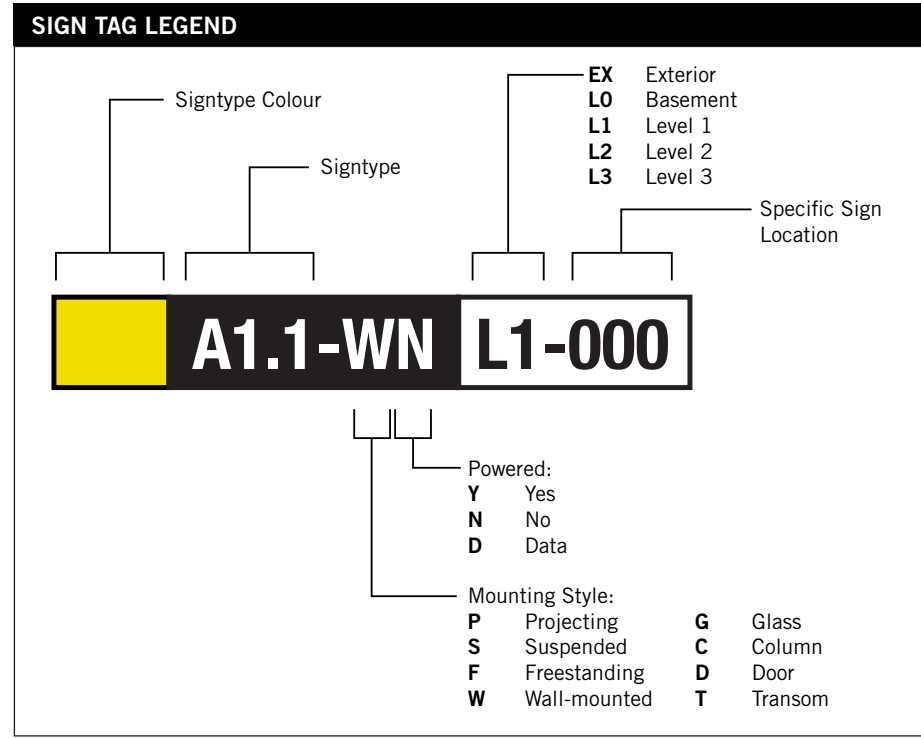 SIGN TAG LEGEND
Signtype Colour
Signtype
EX Exterior
L0 Basement
L1 Level 1
L2 Level 2
L3 Level 3
Specific Sign
Location
A1.1-WN L1-000
Powered:
Y Yes
N No
D Data
Mounting Style:
P Projecting G Glass
S Suspended C Column
F Freestanding D Door
W Wall-mounted T Transom